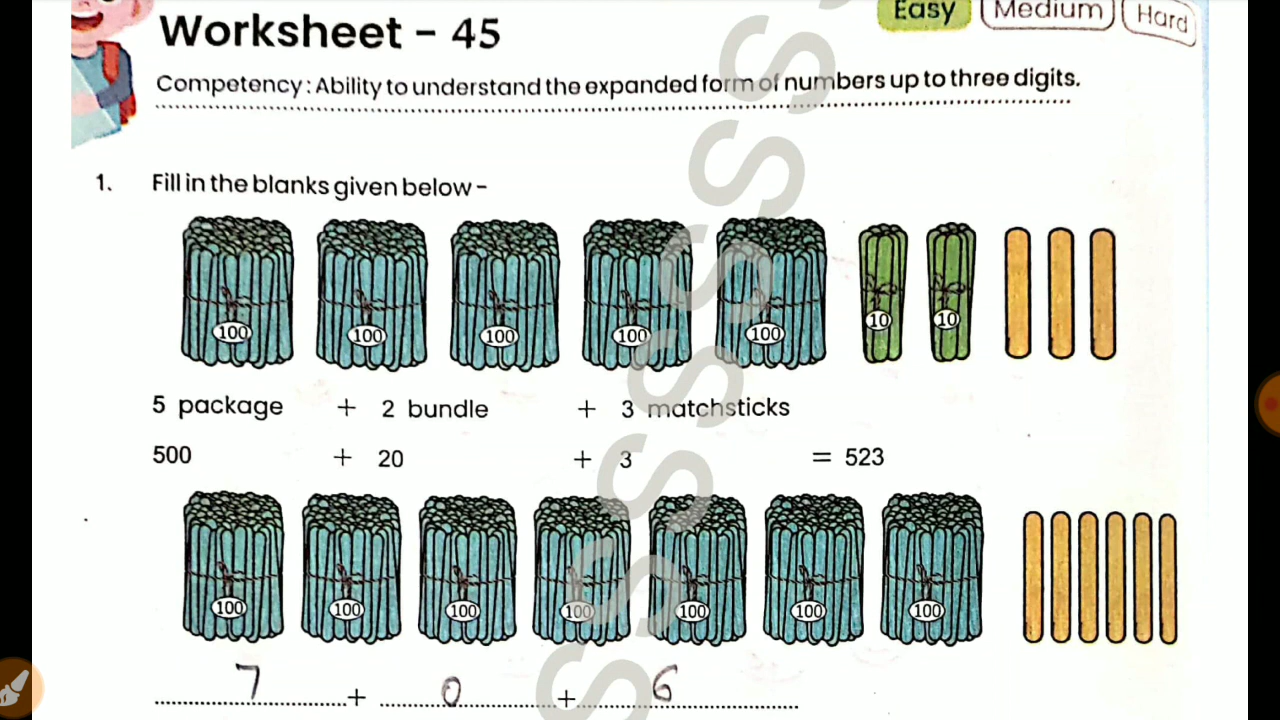 Easy Medium Hard
Worksheet - 45
Competency : Ability to understand the expanded form of numbers up to three digits.
1. Fill in the blanks given below -
100 100 100 100 100 10 10
5 package + 2 bundle + 3 matchsticks
500 + 20 + 3 = 523
100 100 100 100 100 100 100
7 + 0 + 6
SSSSSSS